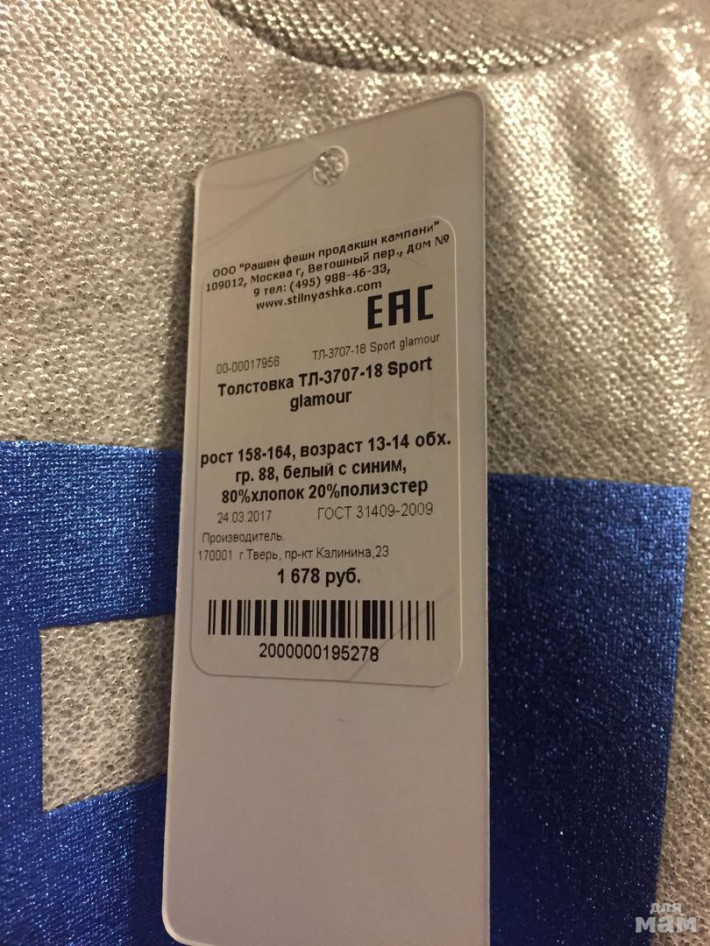 ООО "Рашен фешн продакшн кампани"
109012, Москва г, Ветошный пер., дом №
9 тел: (495) 988-46-33,
www.stilnyashka.com
ЕАС
00-00017956 ТЛ-3707-18 Sport glamour
Толстовка ТЛ-3707-18 Sport
glamour
рост 158-164, возраст 13-14 обх.
гр. 88, белый с синим,
80%хлопок 20%полиэстер
24.03.2017 ГОСТ 31409-2009
Производитель:
170001 г.Тверь, пр-кт Калинина,23
1 678 руб.
2000000195278
для
мам